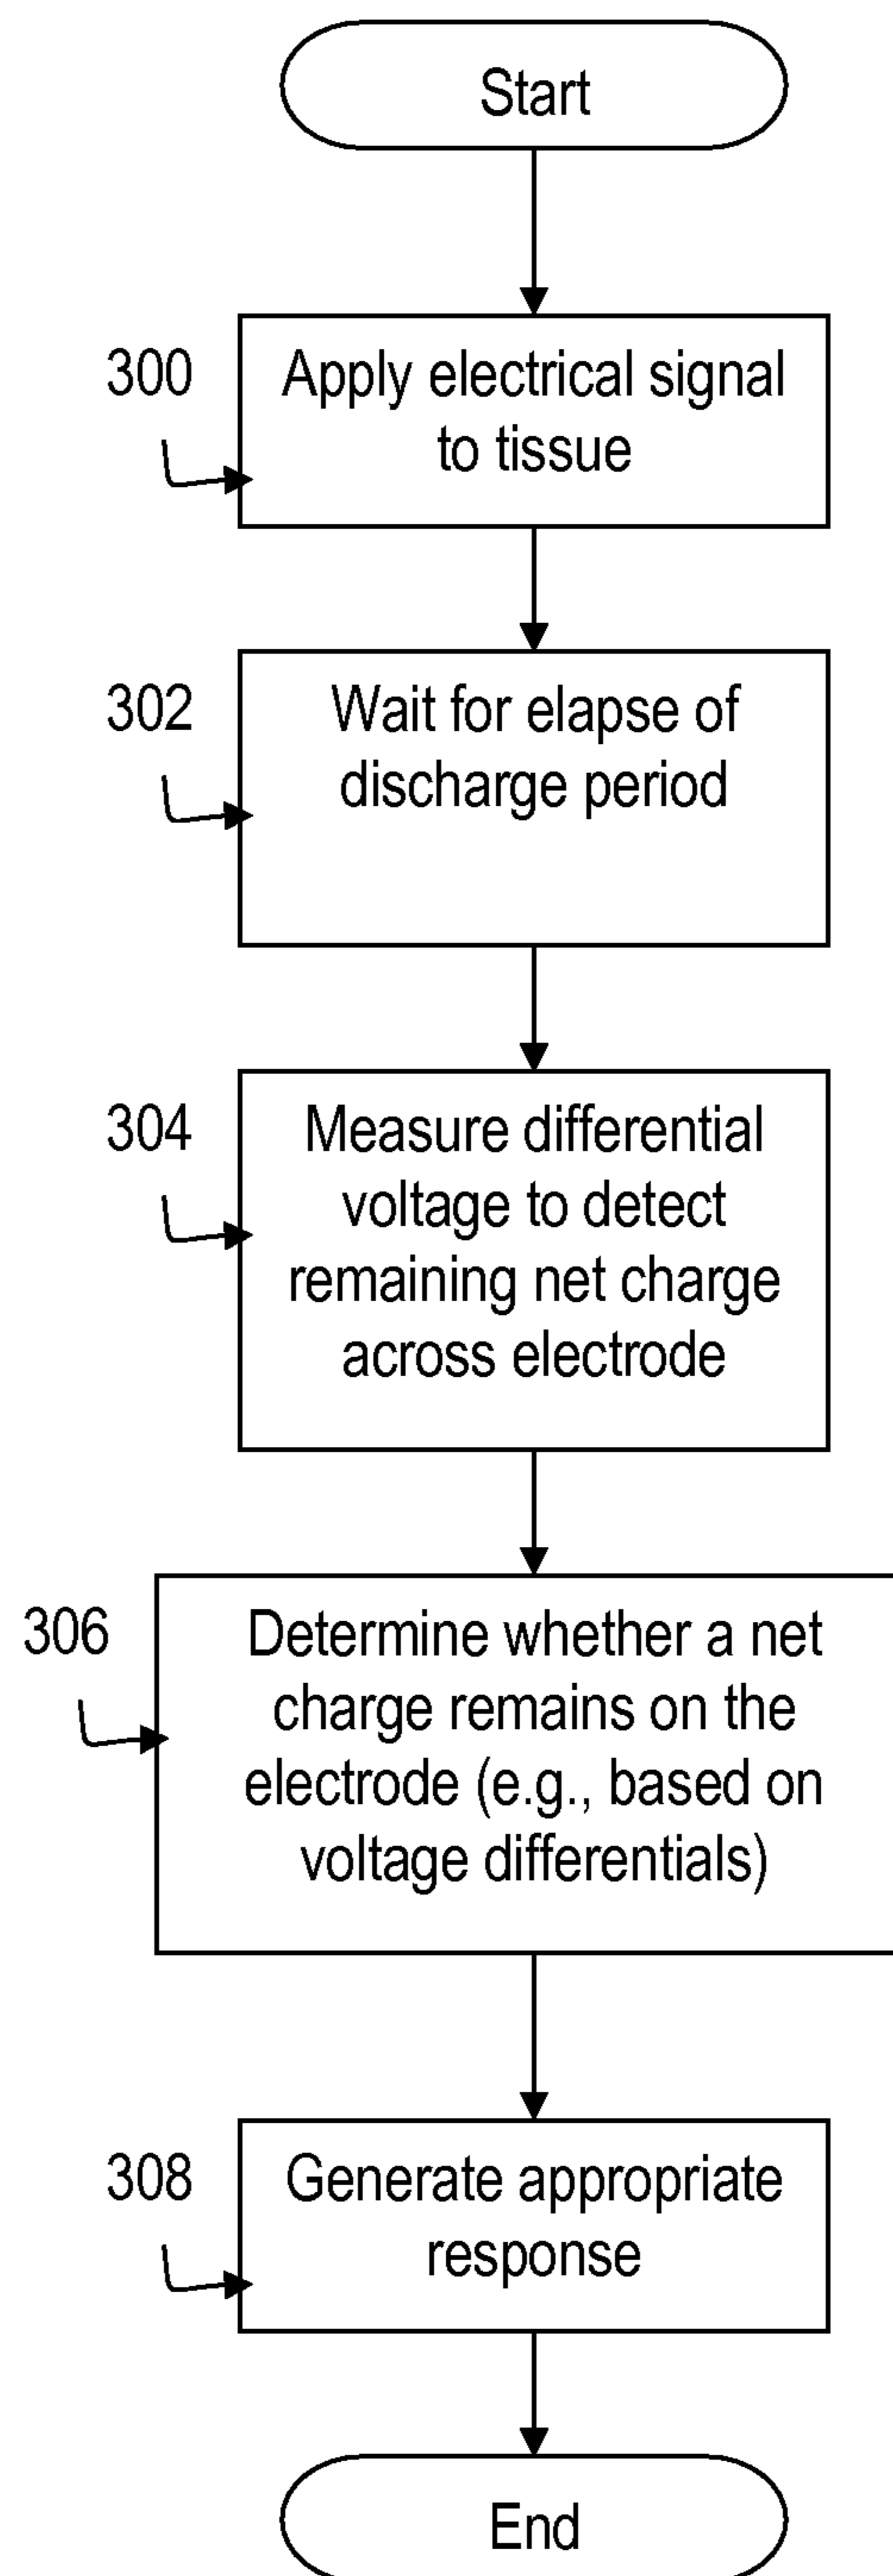 Start
300
Apply electrical signal
to tissue
302
Wait for elapse of
discharge period
304
Measure differential
voltage to detect
remaining net charge
across electrode
306
Determine whether a net
charge remains on the
electrode (e.g., based on
voltage differentials)
308
Generate appropriate
response
End